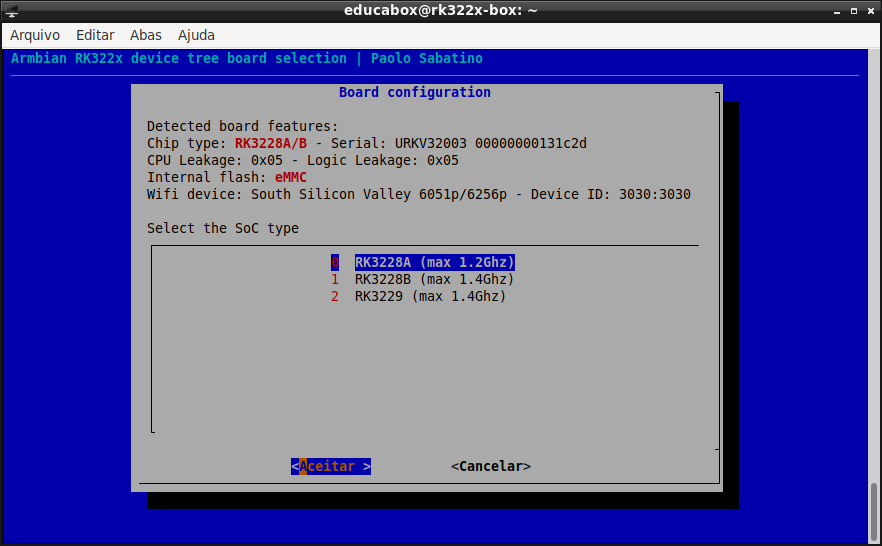 educabox@rk322x-box: ~
Arquivo Editar Abas Ajuda
Armbian RK322x device tree board selection | Paolo Sabatino
Board configuration
Detected board features:
Chip type: RK3228A/B - Serial: URKV32003 00000000131c2d
CPU Leakage: 0x05 - Logic Leakage: 0x05
Internal flash: eMMC
Wifi device: South Silicon Valley 6051p/6256p - Device ID: 3030:3030
Select the SoC type
0 RK3228A (max 1.2Ghz)
1 RK3228B (max 1.4Ghz)
2 RK3229 (max 1.4Ghz)
<Aceitar > <Cancelar>